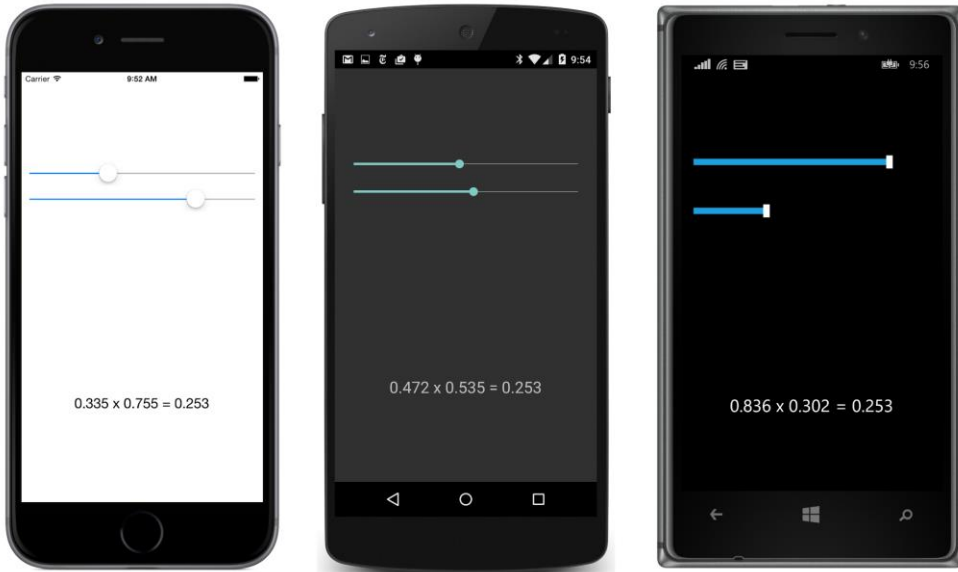 Carrier 9:52 AM
0.335 x 0.755 = 0.253
9:54
0.472 x 0.535 = 0.253
9:56
0.836 x 0.302 = 0.253